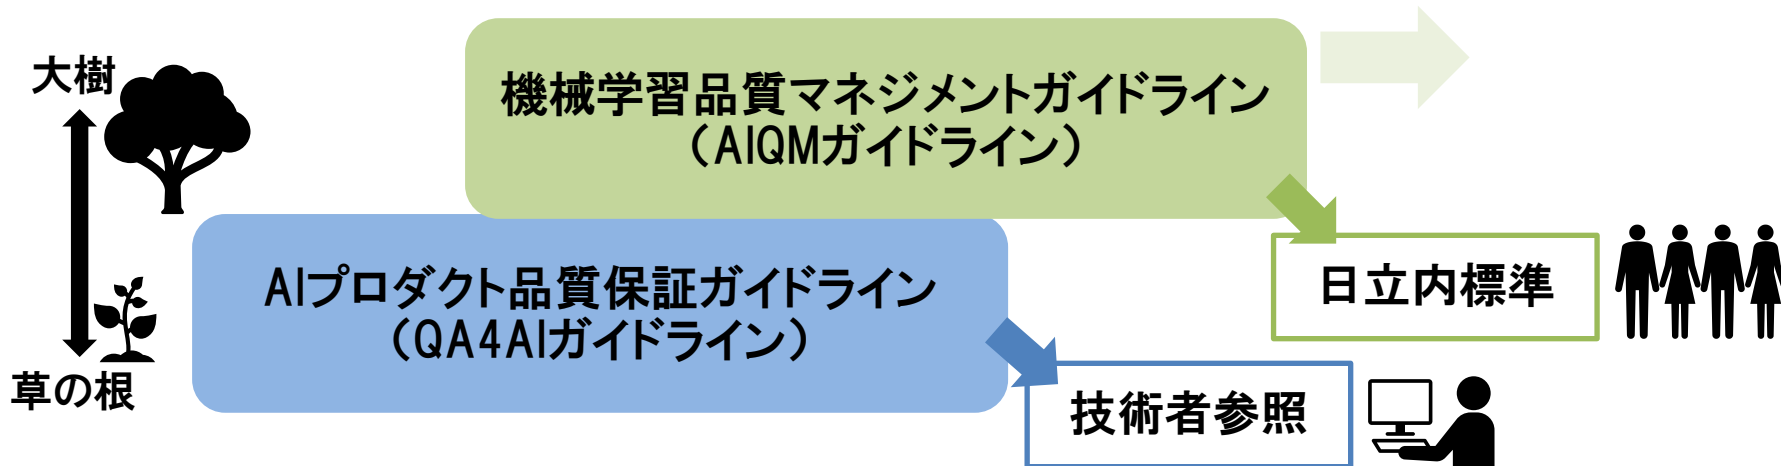 大樹
機械学習品質マネジメントガイドライン
（AIQMガイドライン）
AIプロダクト品質保証ガイドライン
（QA4AIガイドライン）
日立内標準
草の根
技術者参照